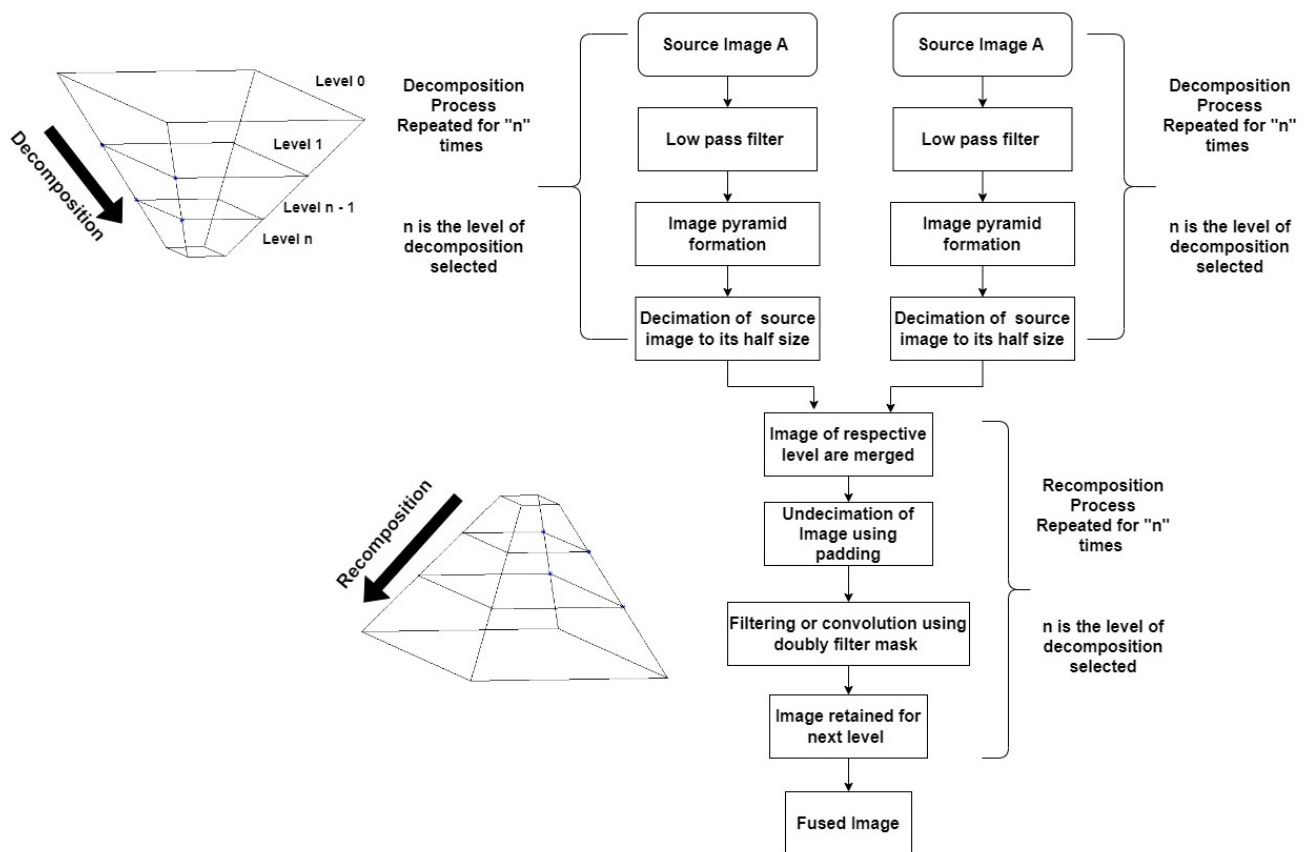 Source Image A
Source Image A
Level 0
Level 1
Level n - 1
Level n
Decomposition
Decomposition
Process
Repeated for "n"
times
n is the level of
decomposition
selected
Low pass filter
Image pyramid
formation
Decimation of source
image to its half size
Low pass filter
Image pyramid
formation
Decimation of source
image to its half size
Decomposition
Process
Repeated for "n"
times
n is the level of
decomposition
selected
Image of respective
level are merged
Undecimation of
Image using
padding
Filtering or convolution using
doubly filter mask
Image retained for
next level
Fused Image
Recomposition
Recomposition
Process
Repeated for "n"
times
n is the level of
decomposition
selected